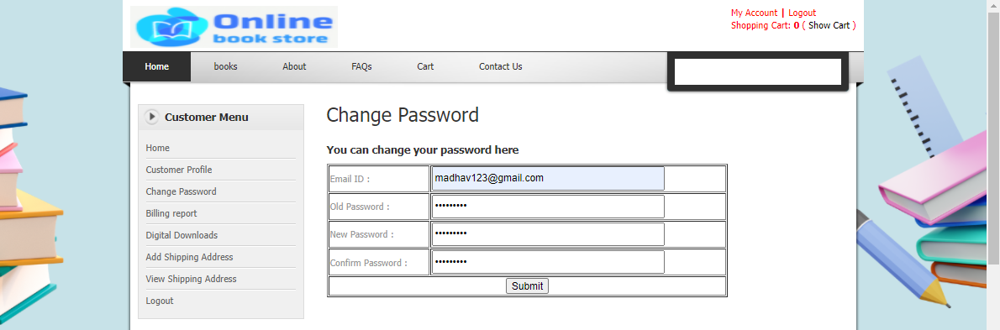 Online
book store
My Account | Logout
Shopping Cart: 0 ( Show Cart )
Home books About FAQs Cart Contact Us
Customer Menu
Home
Customer Profile
Change Password
Billing report
Digital Downloads
Add Shipping Address
View Shipping Address
Logout
Change Password
You can change your password here
Email ID : madhav123@gmail.com
Old Password : •••••••••
New Password : •••••••••
Confirm Password : •••••••••
Submit